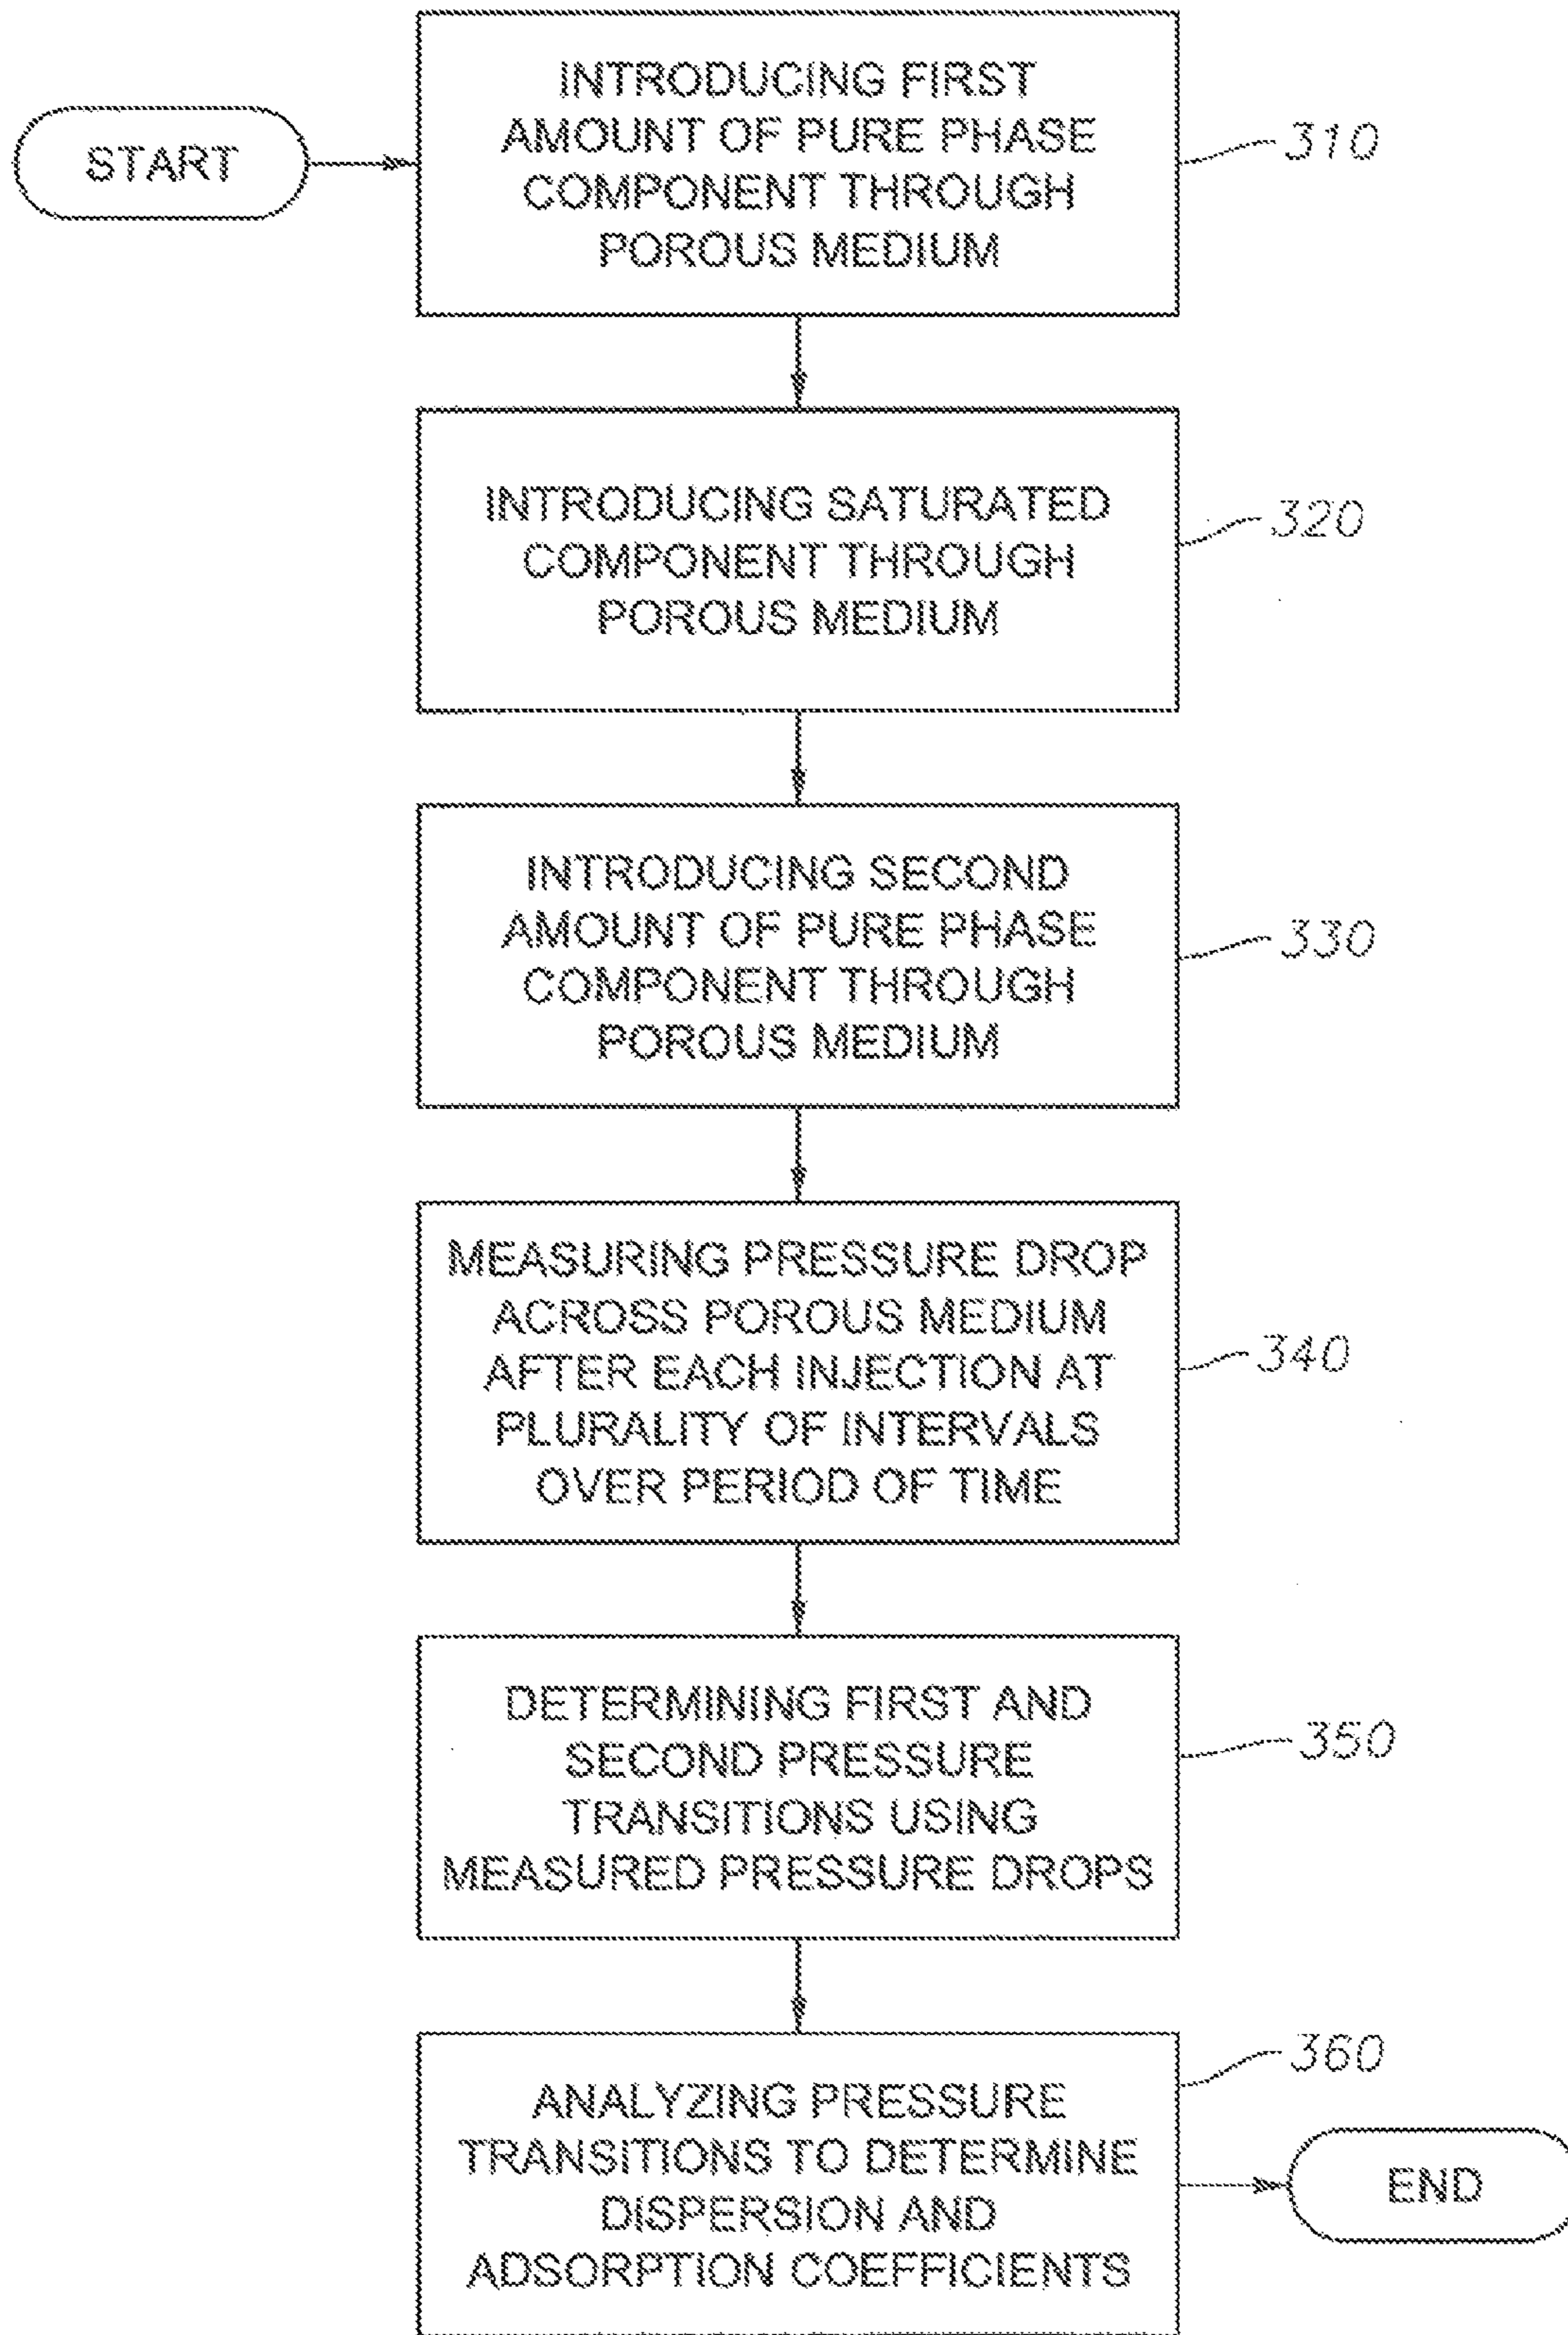 START
INTRODUCING FIRST
AMOUNT OF PURE PHASE
COMPONENT THROUGH
POROUS MEDIUM
310
INTRODUCING SATURATED
COMPONENT THROUGH
POROUS MEDIUM
320
INTRODUCING SECOND
AMOUNT OF PURE PHASE
COMPONENT THROUGH
POROUS MEDIUM
330
MEASURING PRESSURE DROP
ACROSS POROUS MEDIUM
AFTER EACH INJECTION AT
PLURALITY OF INTERVALS
OVER PERIOD OF TIME
340
DETERMINING FIRST AND
SECOND PRESSURE
TRANSITIONS USING
MEASURED PRESSURE DROPS
350
ANALYZING PRESSURE
TRANSITIONS TO DETERMINE
DISPERSION AND
ADSORPTION COEFFICIENTS
360
END